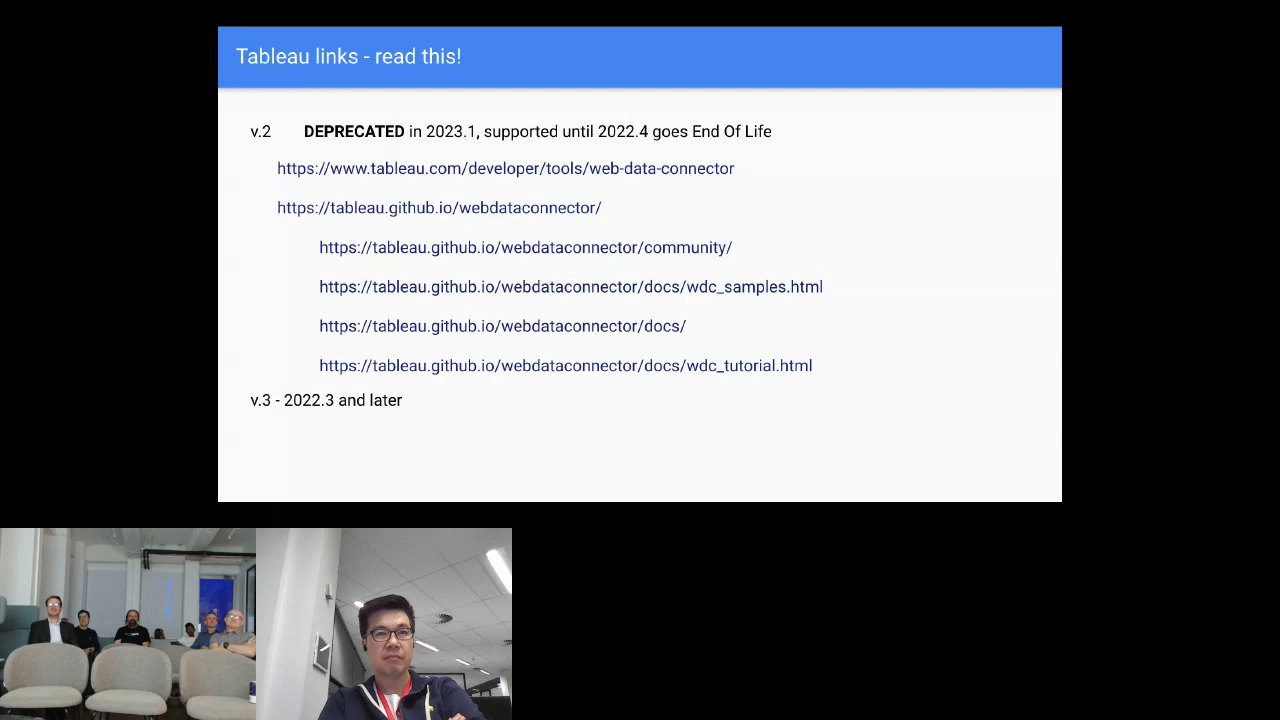 Tableau links - read this!
v.2 DEPRECATED in 2023.1, supported until 2022.4 goes End Of Life
https://www.tableau.com/developer/tools/web-data-connector
https://tableau.github.io/webdataconnector/
https://tableau.github.io/webdataconnector/community/
https://tableau.github.io/webdataconnector/docs/wdc_samples.html
https://tableau.github.io/webdataconnector/docs/
https://tableau.github.io/webdataconnector/docs/wdc_tutorial.html
v.3 - 2022.3 and later